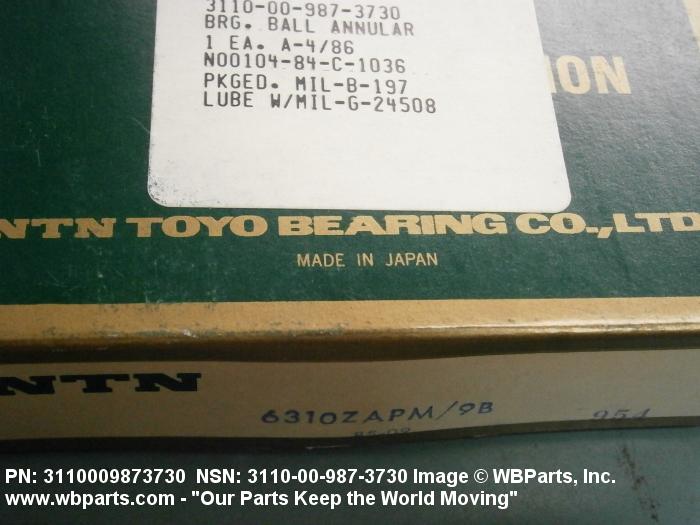 3110-00-987-3730
BRG. BALL ANNULAR
1 EA. A-4/86
N00104-84-C-1036
PKGED. MIL-B-197
LUBE W/MIL-G-24508
ION
NTN TOYO BEARING CO.,LTD
MADE IN JAPAN
NTN
6310ZAPM/9B 954
PN: 3110009873730 NSN: 3110-00-987-3730 Image © WBParts, Inc.
www.wbparts.com - "Our Parts Keep the World Moving"